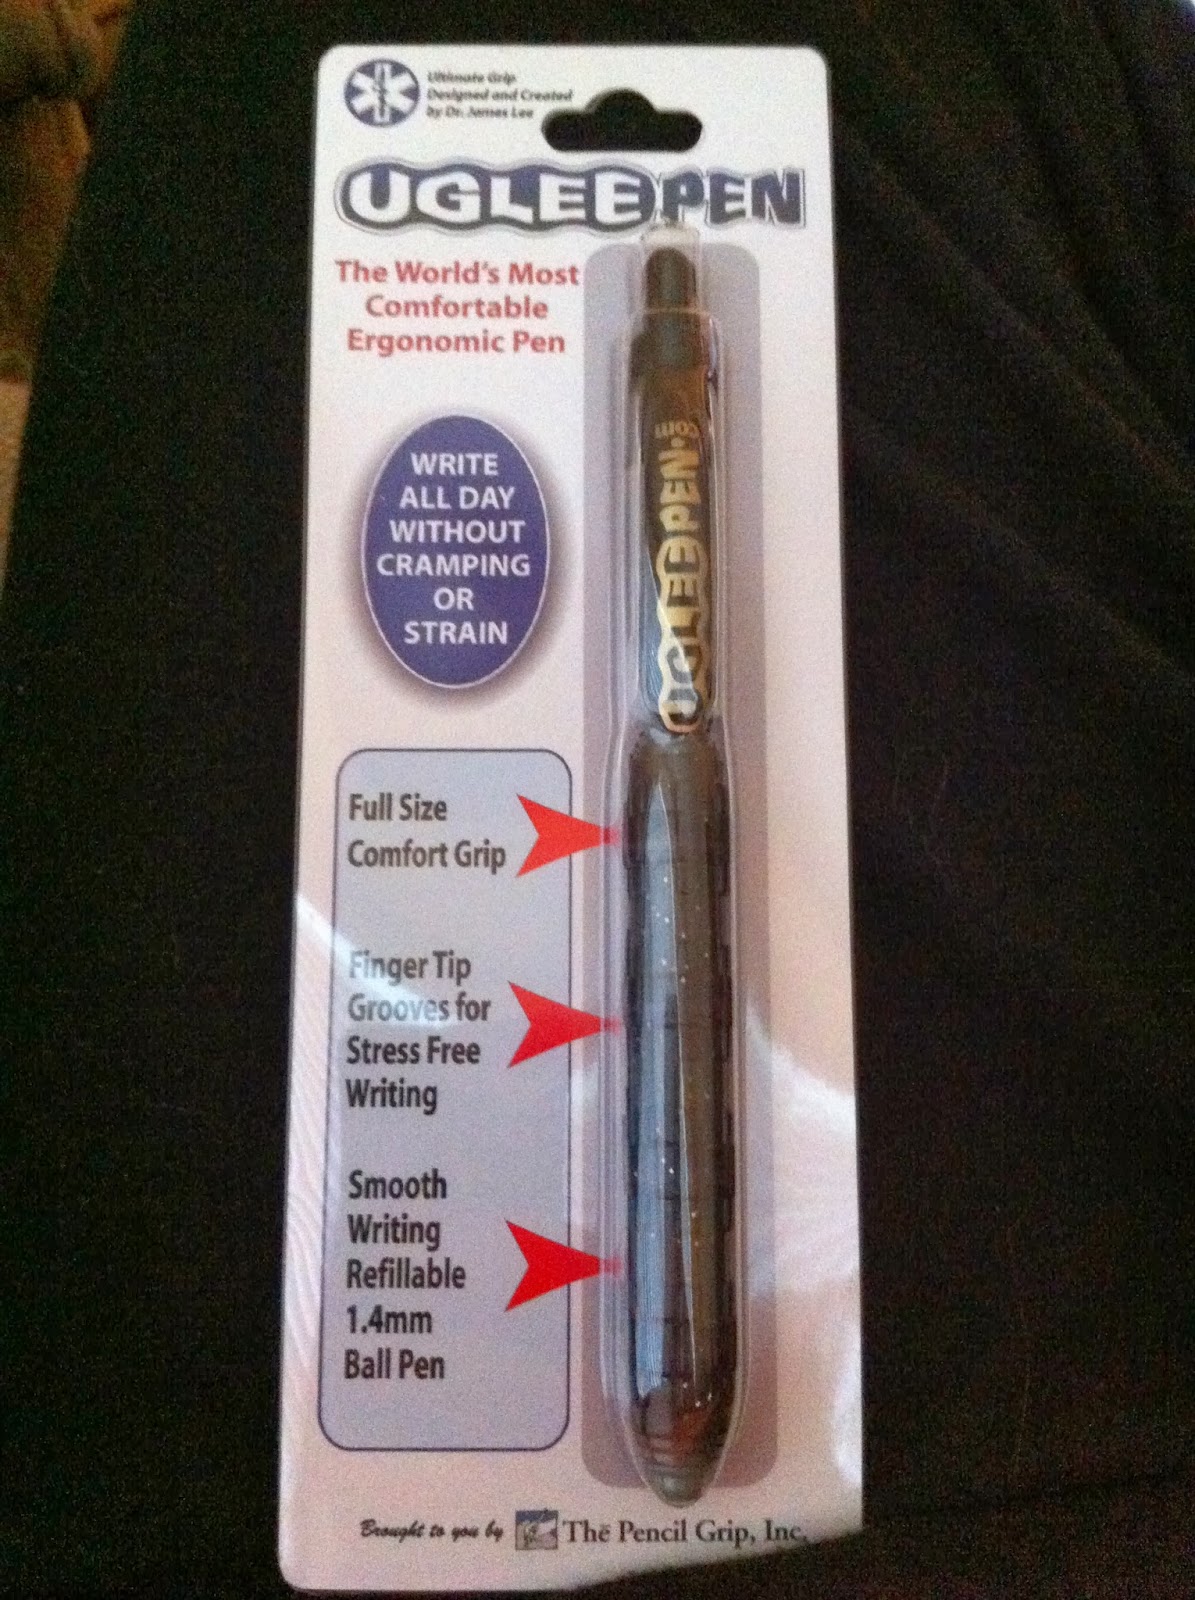 Ultimate Grip
Designed and Created
by Dr. James Lee
UGLEEPEN
The World's Most
Comfortable
Ergonomic Pen
WRITE
ALL DAY
WITHOUT
CRAMPING
OR
STRAIN
UGLEEPEN.com
Full Size
Comfort Grip
Finger Tip
Grooves for
Stress Free
Writing
Smooth
Writing
Refillable
1.4mm
Ball Pen
Brought to you by The Pencil Grip, Inc.